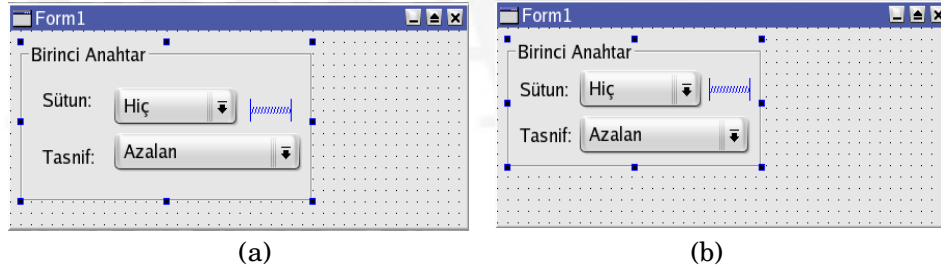 Form1
Birinci Anahtar
Sütun:
Hiç
Tasnif:
Azalan
(a)
Form1
Birinci Anahtar
Sütun:
Hiç
Tasnif:
Azalan
(b)